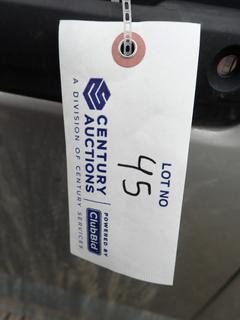 CENTURY
AUCTIONS
A DIVISION OF CENTURY SERVICES
POWERED BY
ClubBid
LOT NO
45